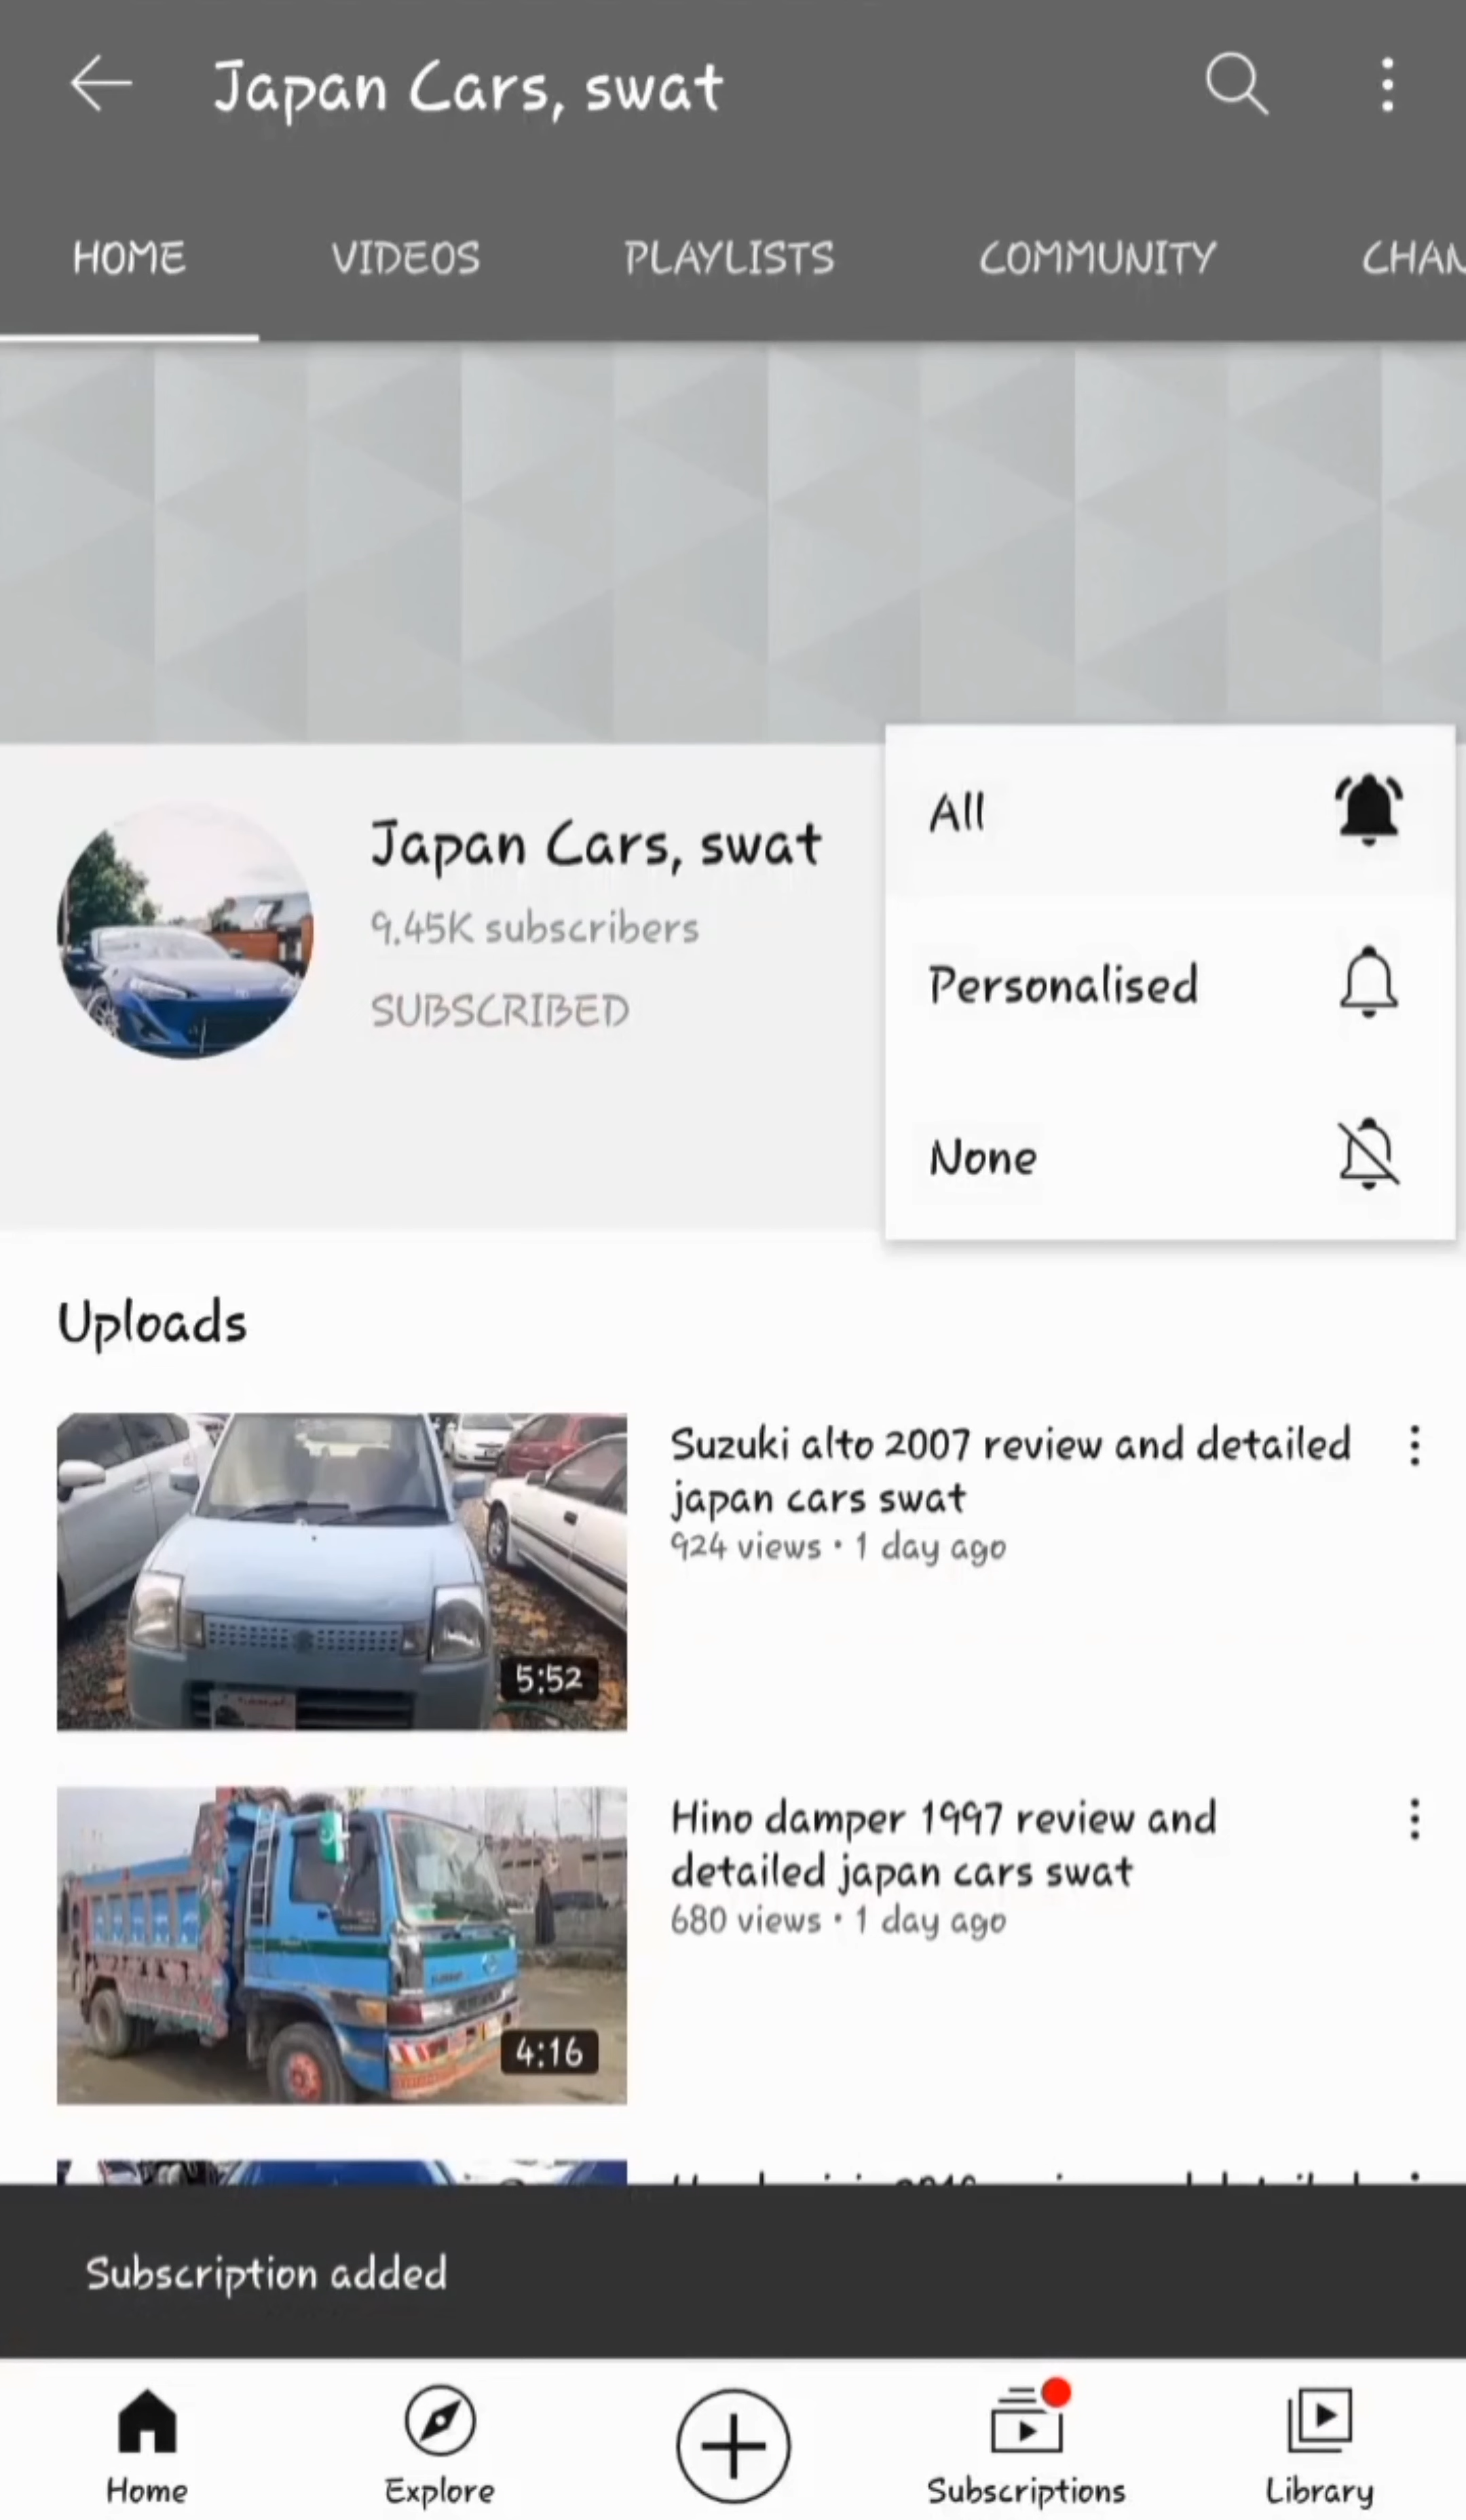 Japan Cars, swat
HOME VIDEOS PLAYLISTS COMMUNITY CHAN
All
Japan Cars, swat
9.45K subscribers
Personalised
SUBSCRIBED
None
Uploads
Suzuki alto 2007 review and detailed
japan cars swat
924 views • 1 day ago
5:52
Hino damper 1997 review and
detailed japan cars swat
680 views • 1 day ago
4:16
Subscription added
Home Explore Subscriptions Library